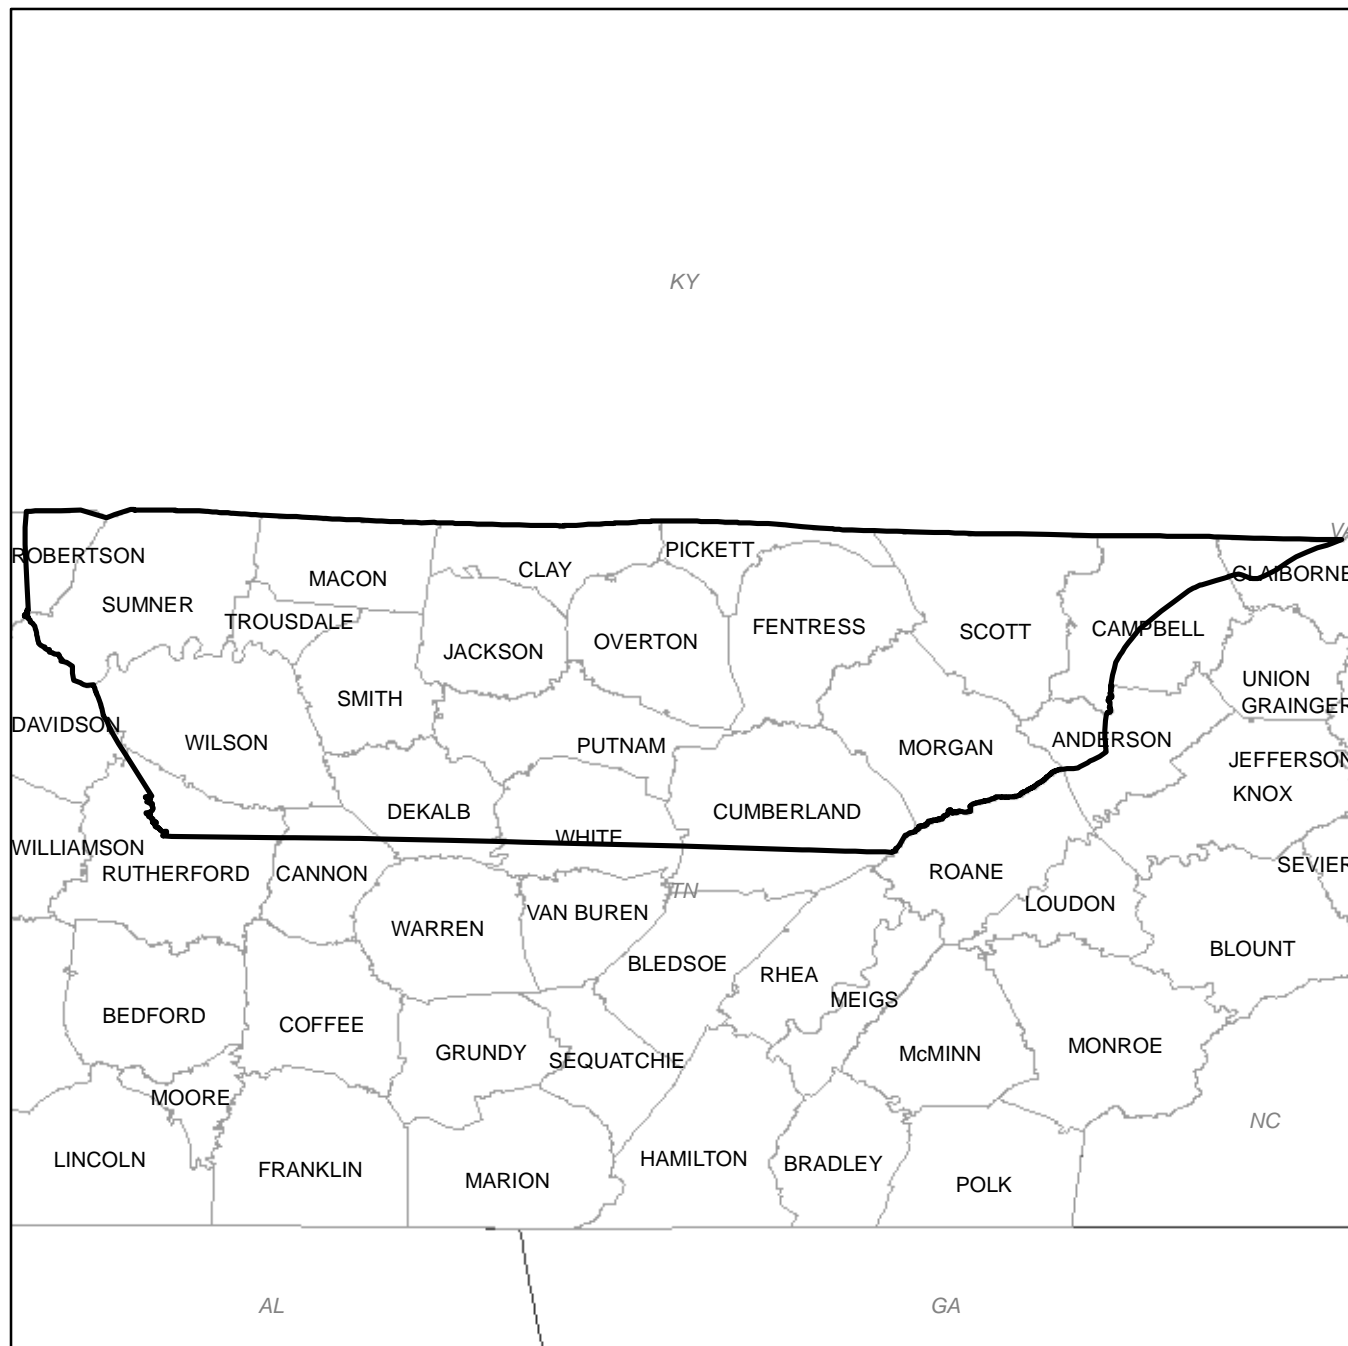 KY
VA
ROBERTSON
PICKETT
CLAY
MACON
CLAIBORNE
SUMNER
TROUSDALE
FENTRESS
SCOTT
CAMPBELL
JACKSON
OVERTON
UNION
SMITH
GRAINGER
DAVIDSON
WILSON
PUTNAM
MORGAN
ANDERSON
JEFFERSON
KNOX
DEKALB
CUMBERLAND
WHITE
WILLIAMSON
RUTHERFORD
CANNON
ROANE
SEVIER
TN
LOUDON
VAN BUREN
WARREN
BLOUNT
BLEDSOE
RHEA
MEIGS
BEDFORD
COFFEE
GRUNDY
SEQUATCHIE
McMINN
MONROE
MOORE
NC
LINCOLN
FRANKLIN
HAMILTON
BRADLEY
MARION
POLK
AL
GA